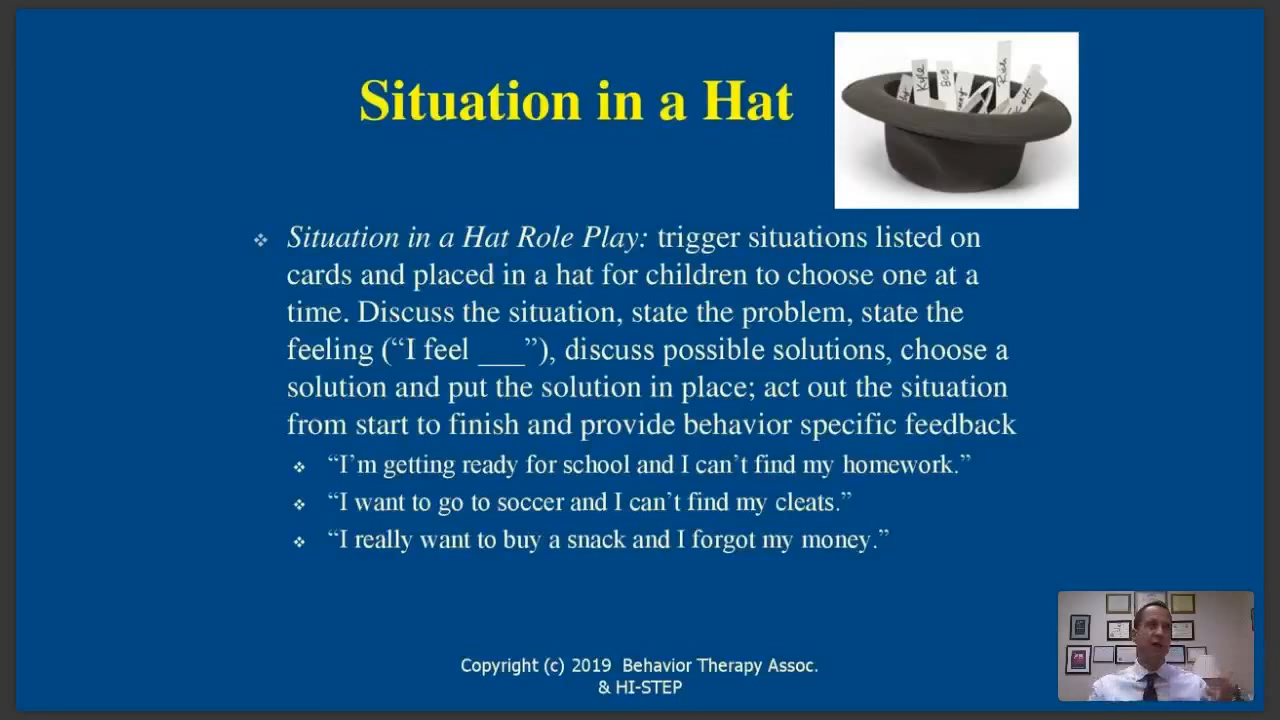 Situation in a Hat
Kyle
Bob
Rich
Situation in a Hat Role Play: trigger situations listed on
cards and placed in a hat for children to choose one at a
time. Discuss the situation, state the problem, state the
feeling (“I feel ___”), discuss possible solutions, choose a
solution and put the solution in place; act out the situation
from start to finish and provide behavior specific feedback
“I’m getting ready for school and I can’t find my homework.”
“I want to go to soccer and I can’t find my cleats.”
“I really want to buy a snack and I forgot my money.”
Copyright (c) 2019 Behavior Therapy Assoc.
& HI-STEP